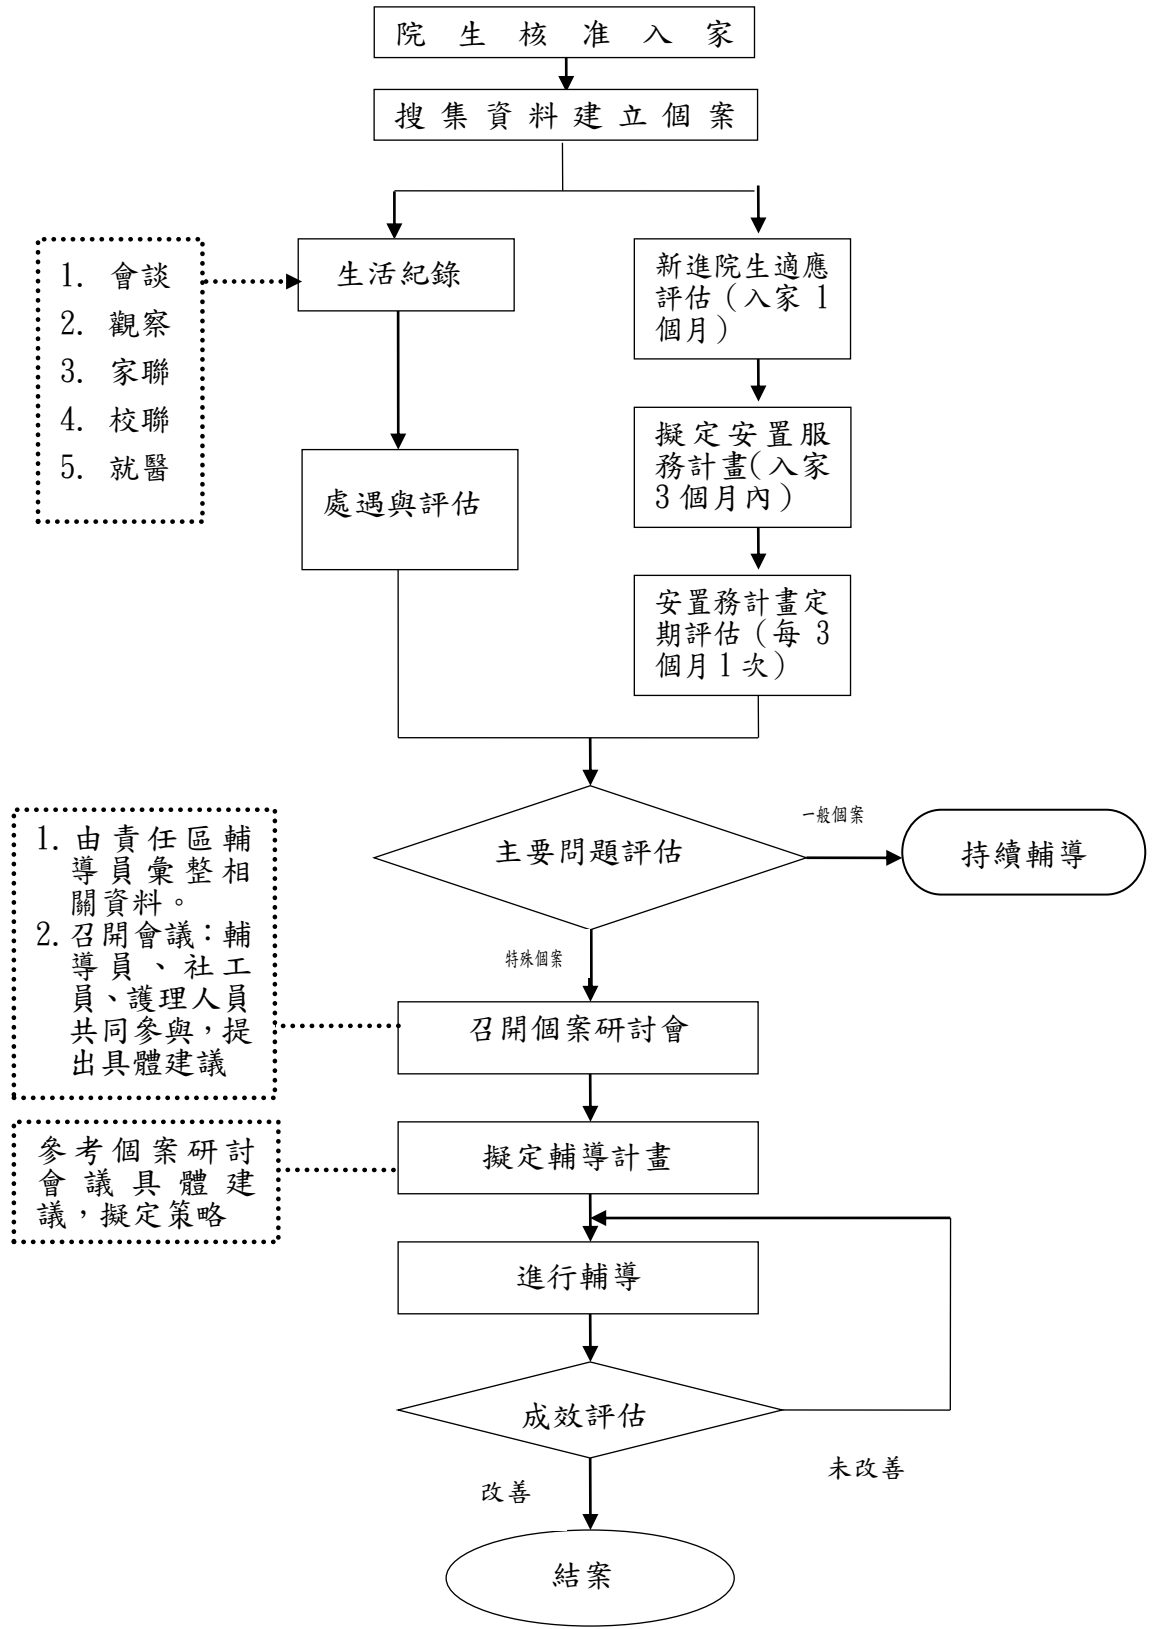 院生核准入家
搜集資料建立個案
1. 會談
2. 觀察
3. 家聯
4. 校聯
5. 就醫
生活紀錄
處遇與評估
新進院生適應
評估（入家 1
個月）
擬定安置服
務計畫(入家
3 個月內）
安置務計畫定
期評估（每 3
個月 1 次）
主要問題評估
一般個案
持續輔導
特殊個案
1. 由責任區輔
導員彙整相
關資料。
2. 召開會議：輔
導員、社工
員、護理人員
共同參與，提
出具體建議
召開個案研討會
參考個案研討
會議具體建
議，擬定策略
擬定輔導計畫
進行輔導
成效評估
未改善
改善
結案